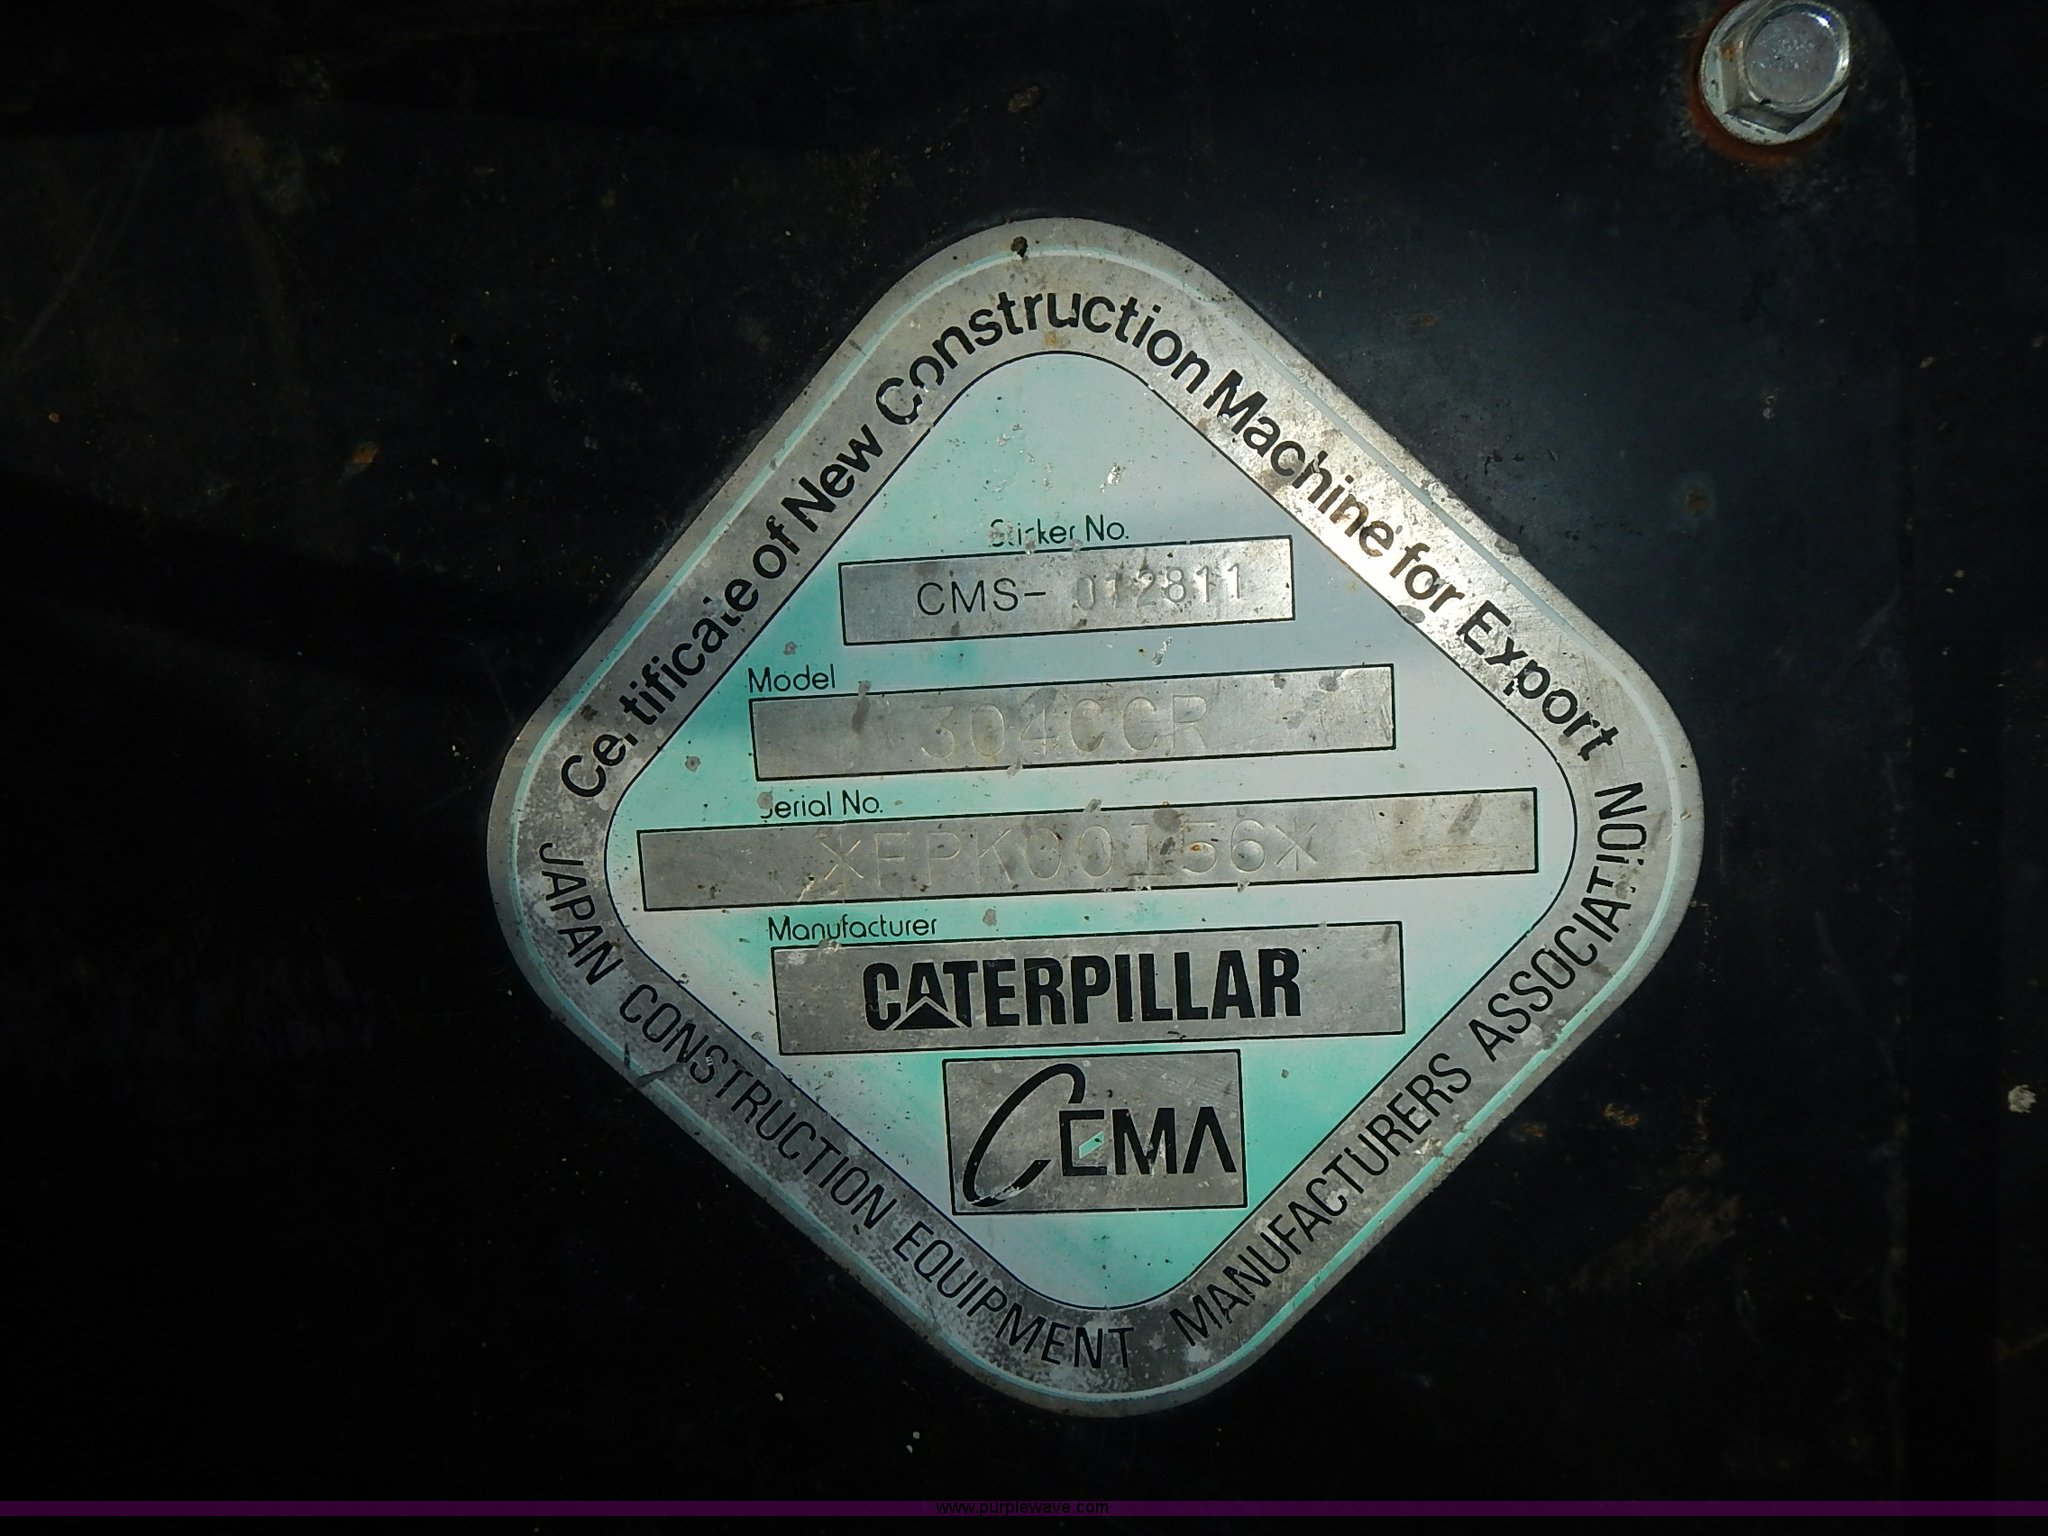 Certificate of New Construction Machine for Export
Sticker No.
CMS- 012811
Model
304CCR
Serial No.
*FPK00156*
Manufacturer
CATERPILLAR
CEMA
JAPAN CONSTRUCTION EQUIPMENT MANUFACTURERS ASSOCIATION
www.purplewave.com